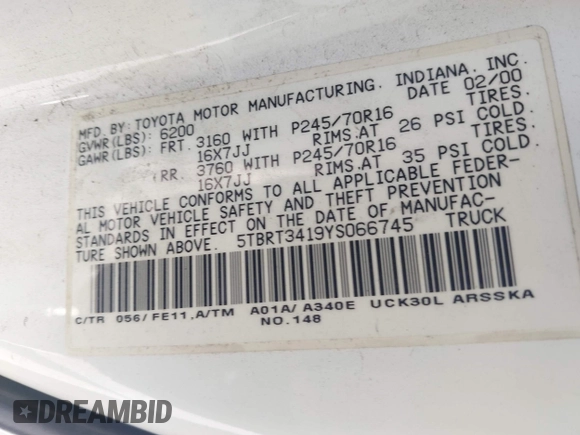 MFD. BY: TOYOTA MOTOR MANUFACTURING, INDIANA, INC.
GVWR(LBS): 6200 DATE 02/00
GAWR(LBS): FRT. 3160 WITH P245/70R16 TIRES.
16X7JJ RIMS.AT 26 PSI COLD.
RR. 3760 WITH P245/70R16 TIRES.
16X7JJ RIMS.AT 35 PSI COLD.
THIS VEHICLE CONFORMS TO ALL APPLICABLE FEDER-
AL MOTOR VEHICLE SAFETY AND THEFT PREVENTION
STANDARDS IN EFFECT ON THE DATE OF MANUFAC-
TURE SHOWN ABOVE. 5TBRT3419YS066745 TRUCK
C/TR 056/FE11,A/TM A01A/A340E UCK30L ARSSKA
NO.148
DREAMBID